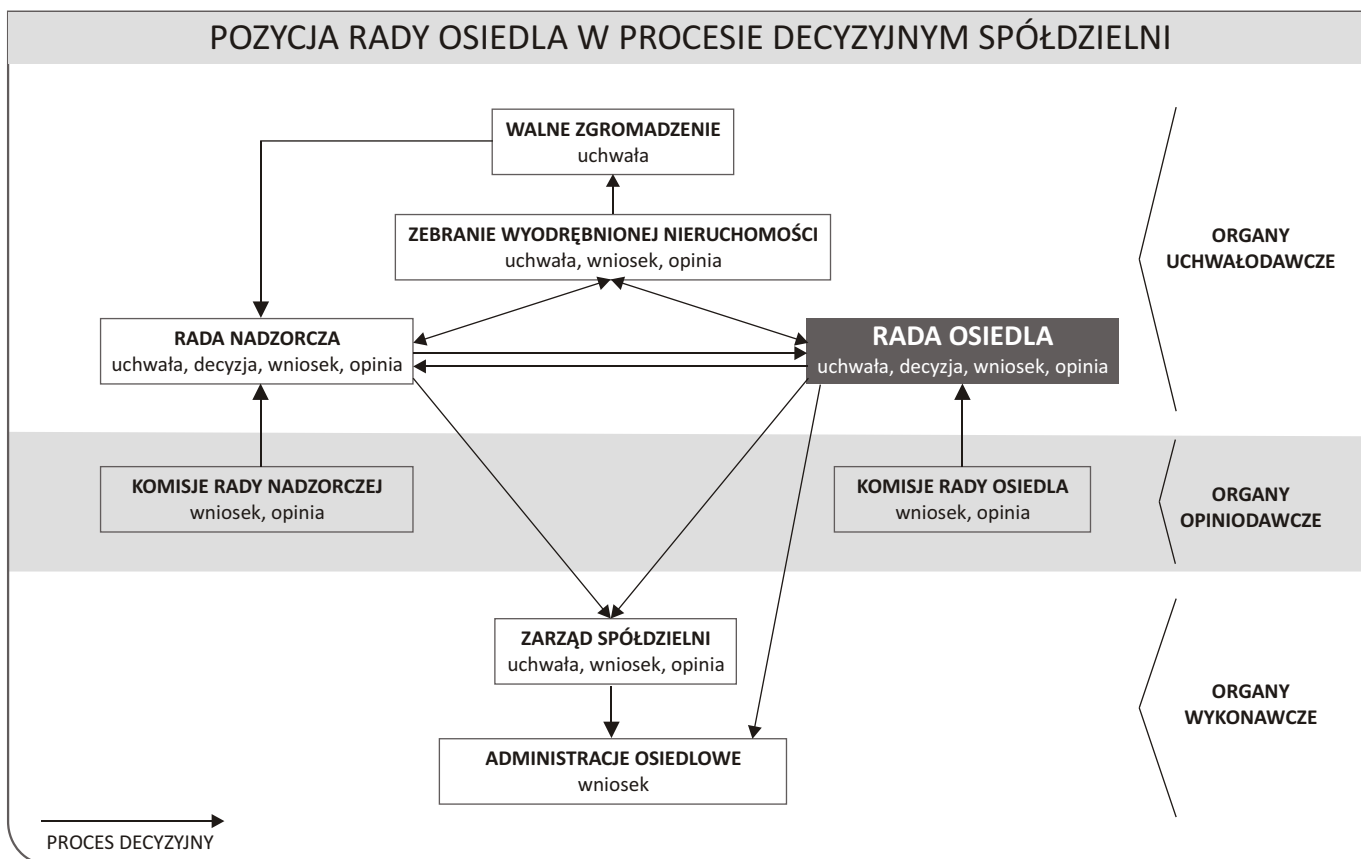 POZYCJA RADY OSIEDLA W PROCESIE DECYZYJNYM SPÓŁDZIELNI
WALNE ZGROMADZENIE
uchwała
ZEBRANIE WYODRĘBNIONEJ NIERUCHOMOŚCI
uchwała, wniosek, opinia
ORGANY
UCHWAŁODAWCZE
RADA NADZORCZA
uchwała, decyzja, wniosek, opinia
RADA OSIEDLA
uchwała, decyzja, wniosek, opinia
KOMISJE RADY NADZORCZEJ
wniosek, opinia
KOMISJE RADY OSIEDLA
wniosek, opinia
ORGANY
OPINIODAWCZE
ZARZĄD SPÓŁDZIELNI
uchwała, wniosek, opinia
ORGANY
WYKONAWCZE
ADMINISTRACJE OSIEDLOWE
wniosek
PROCES DECYZYJNY